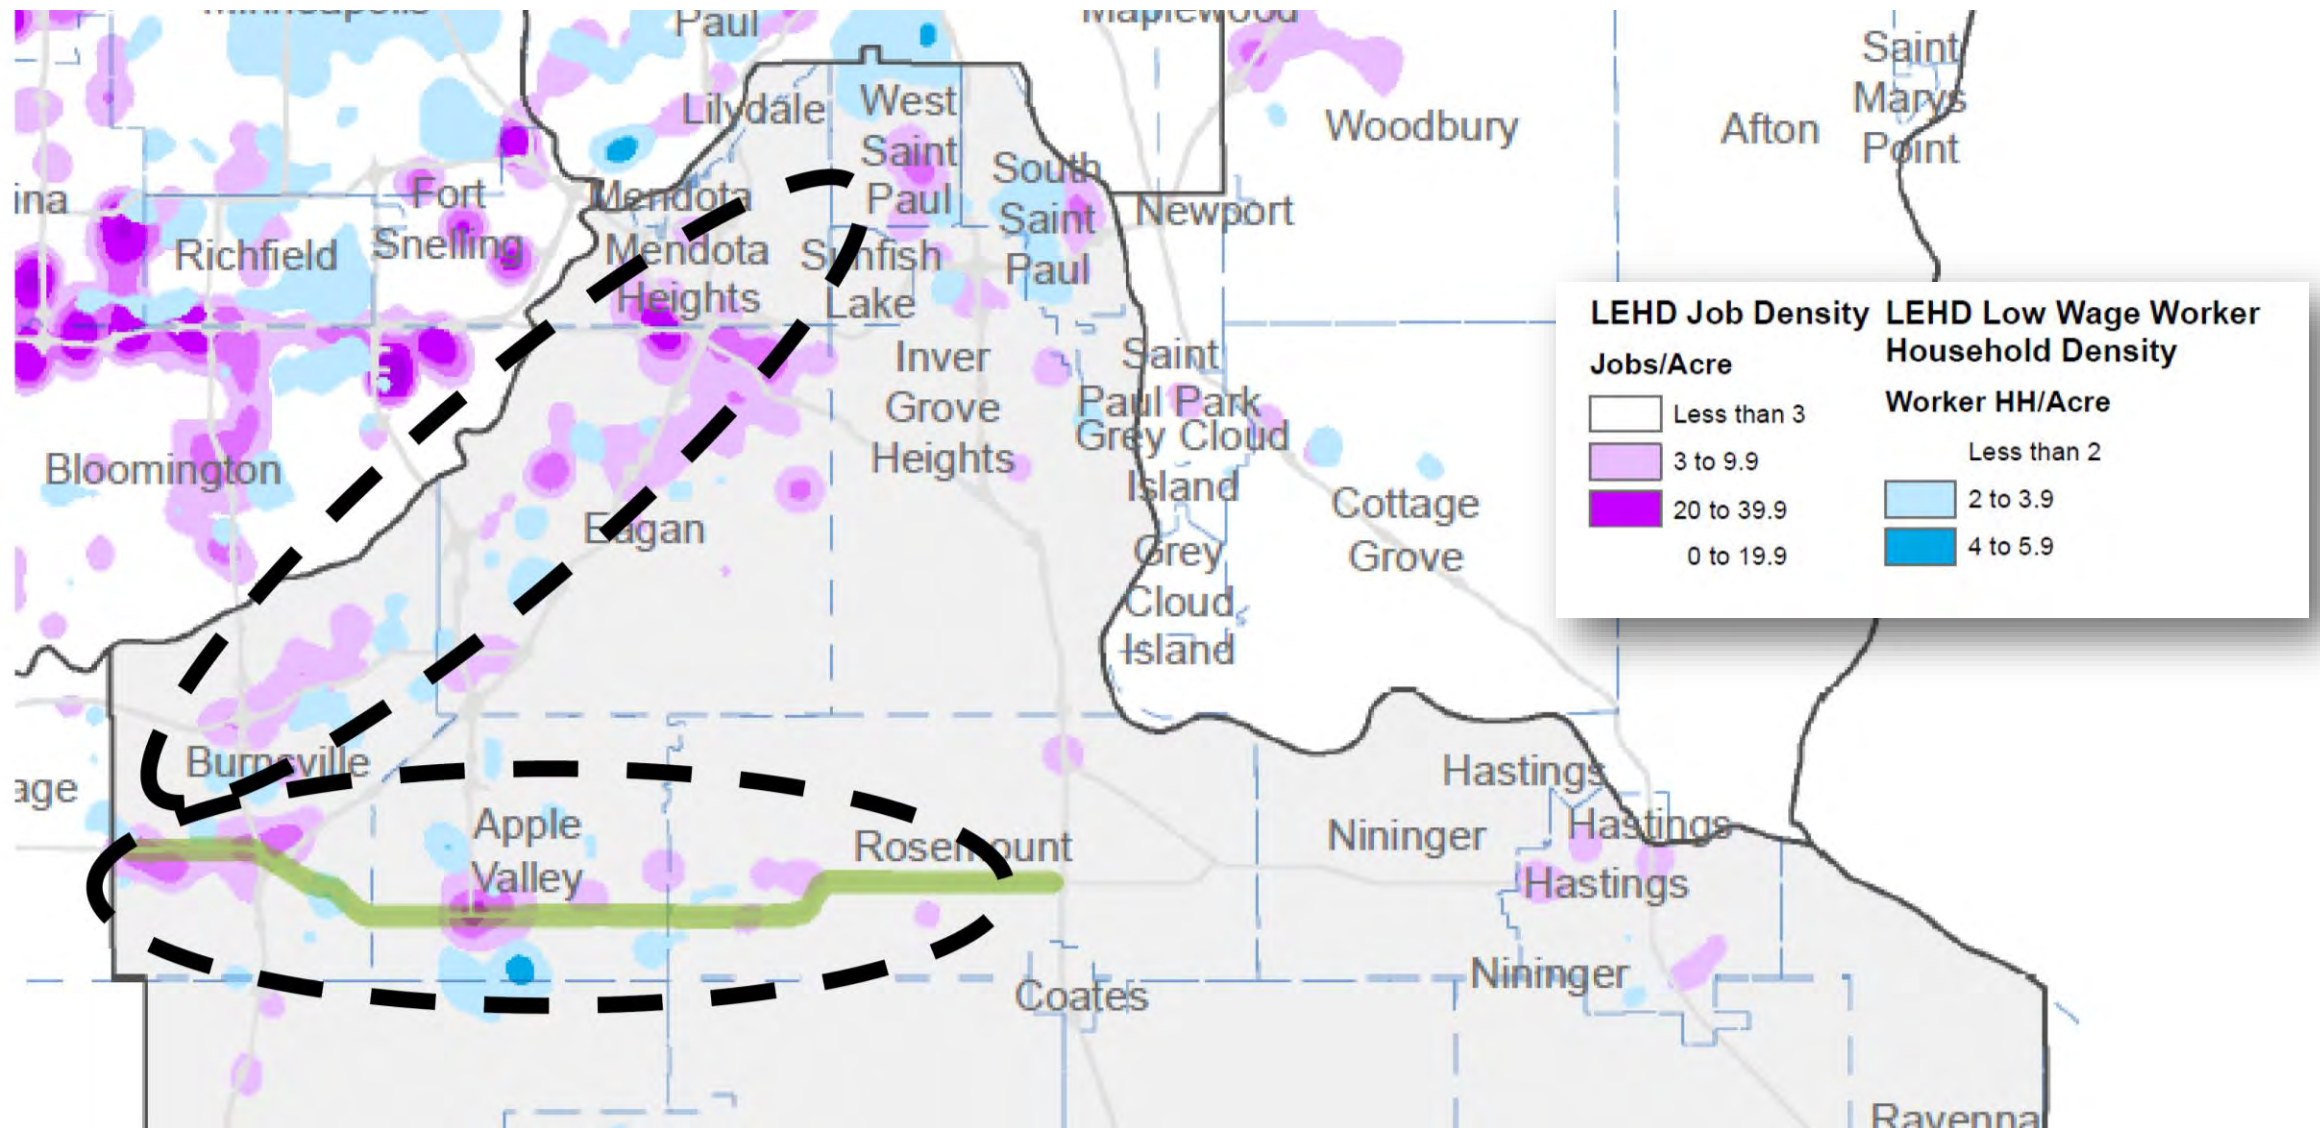 Paul
Saint
Marys
Point
Lilydale
West
Saint
Paul
Woodbury
Afton
South
Saint
Paul
ina
Fort
Snelling
Mendota
Newport
Richfield
Mendota
Heights
Sunfish
Lake
LEHD Job Density
Jobs/Acre
Less than 3
3 to 9.9
20 to 39.9
0 to 19.9
LEHD Low Wage Worker
Household Density
Worker HH/Acre
Less than 2
2 to 3.9
4 to 5.9
Inver
Grove
Heights
Saint
Paul Park
Grey Cloud
Island
Bloomington
Eagan
Cottage
Grove
Grey
Cloud
Island
Burnsville
age
Hastings
Apple
Valley
Rosemount
Nininger
Hastings
Hastings
Coates
Nininger
Ravenna